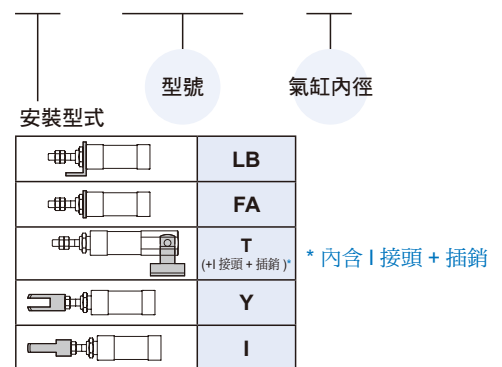 型號
氣缸內徑
安裝型式
LB
FA
T
(+I 接頭 + 插銷 )*
* 內含 I 接頭 + 插銷
Y
I